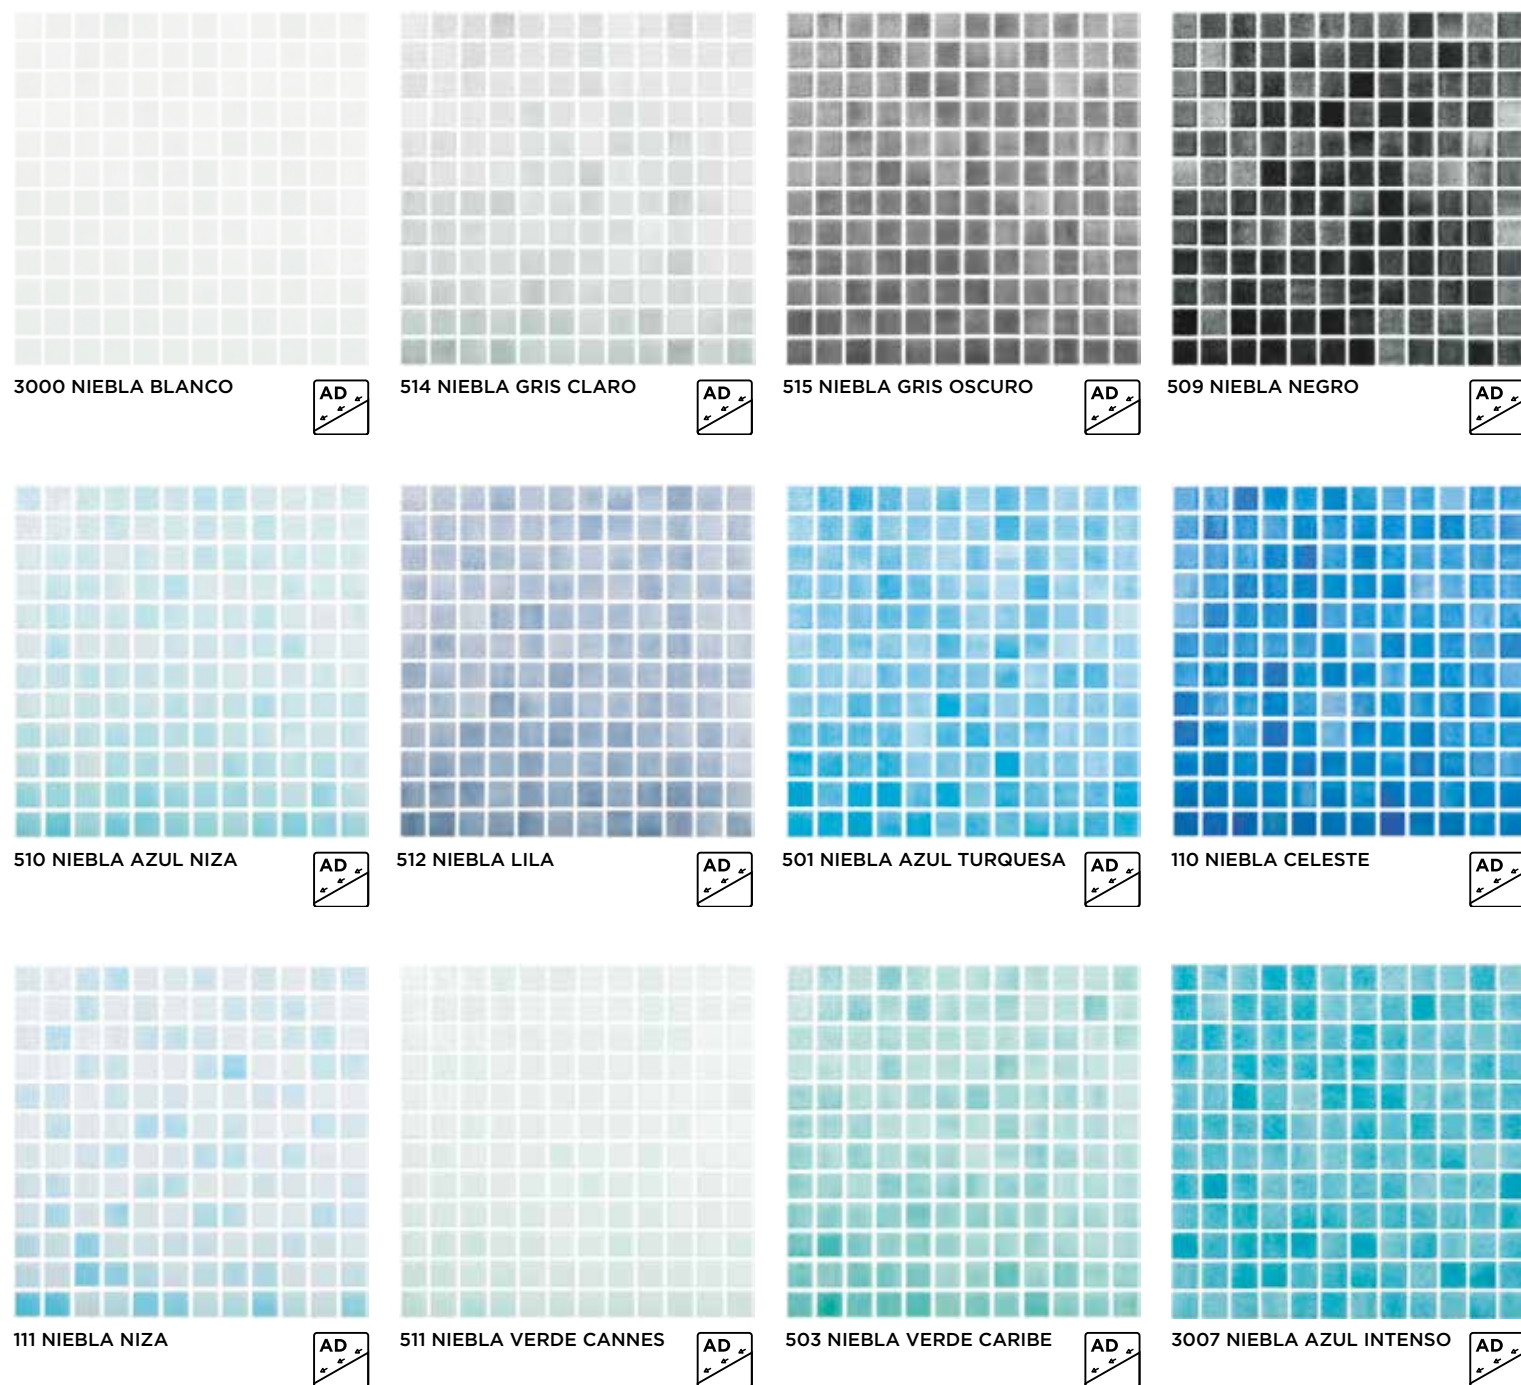 3000 NIEBLA BLANCO
AD
514 NIEBLA GRIS CLARO
AD
515 NIEBLA GRIS OSCURO
AD
509 NIEBLA NEGRO
AD
510 NIEBLA AZUL NIZA
AD
512 NIEBLA LILA
AD
501 NIEBLA AZUL TURQUESA
AD
110 NIEBLA CELESTE
AD
111 NIEBLA NIZA
AD
511 NIEBLA VERDE CANNES
AD
503 NIEBLA VERDE CARIBE
AD
3007 NIEBLA AZUL INTENSO
AD